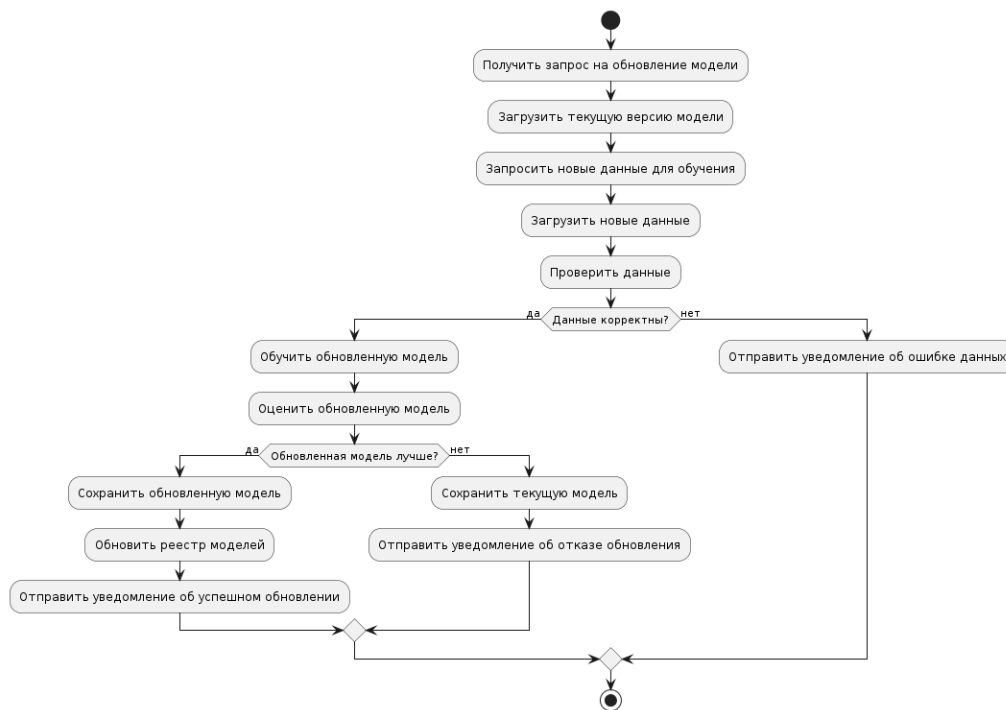 Получить запрос на обновление модели
Загрузить текущую версию модели
Запросить новые данные для обучения
Загрузить новые данные
Проверить данные
да
Данные корректны?
нет
Обучить обновленную модель
Отправить уведомление об ошибке данных
Оценить обновленную модель
да
Обновленная модель лучше?
нет
Сохранить обновленную модель
Сохранить текущую модель
Обновить реестр моделей
Отправить уведомление об отказе обновления
Отправить уведомление об успешном обновлении